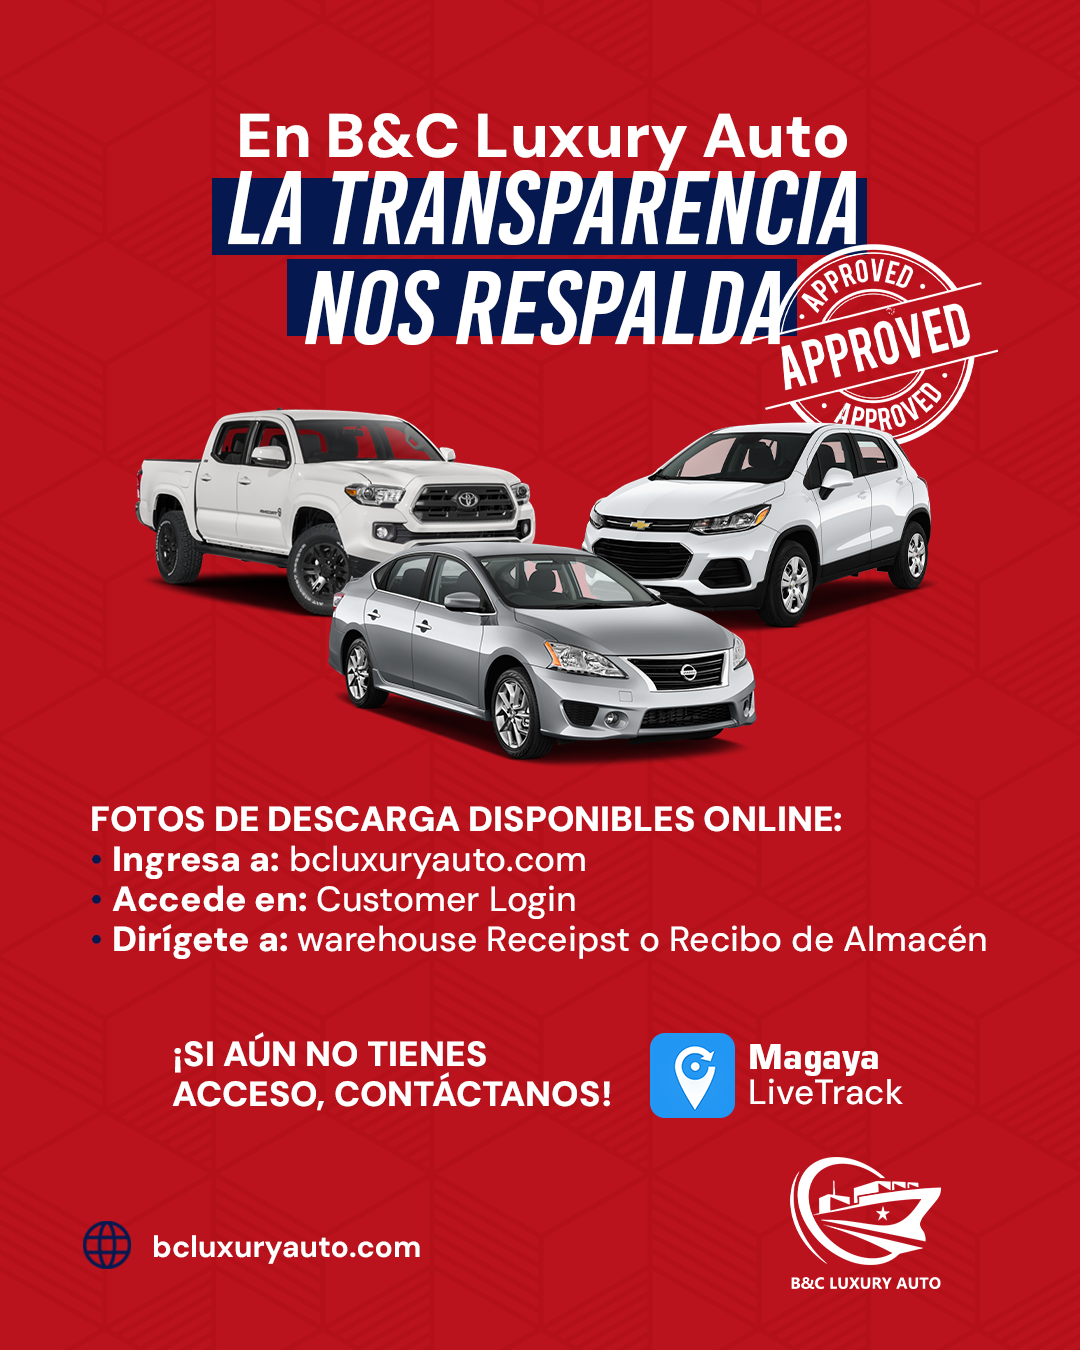 En B&C Luxury Auto
LA TRANSPARENCIA
NOS RESPALDA
APPROVED
APPROVED
APPROVED
FOTOS DE DESCARGA DISPONIBLES ONLINE:
• Ingresa a: bcluxuryauto.com
• Accede en: Customer Login
• Dirígete a: warehouse Receipst o Recibo de Almacén
¡SI AÚN NO TIENES
ACCESO, CONTÁCTANOS!
Magaya
LiveTrack
bcluxuryauto.com
B&C LUXURY AUTO